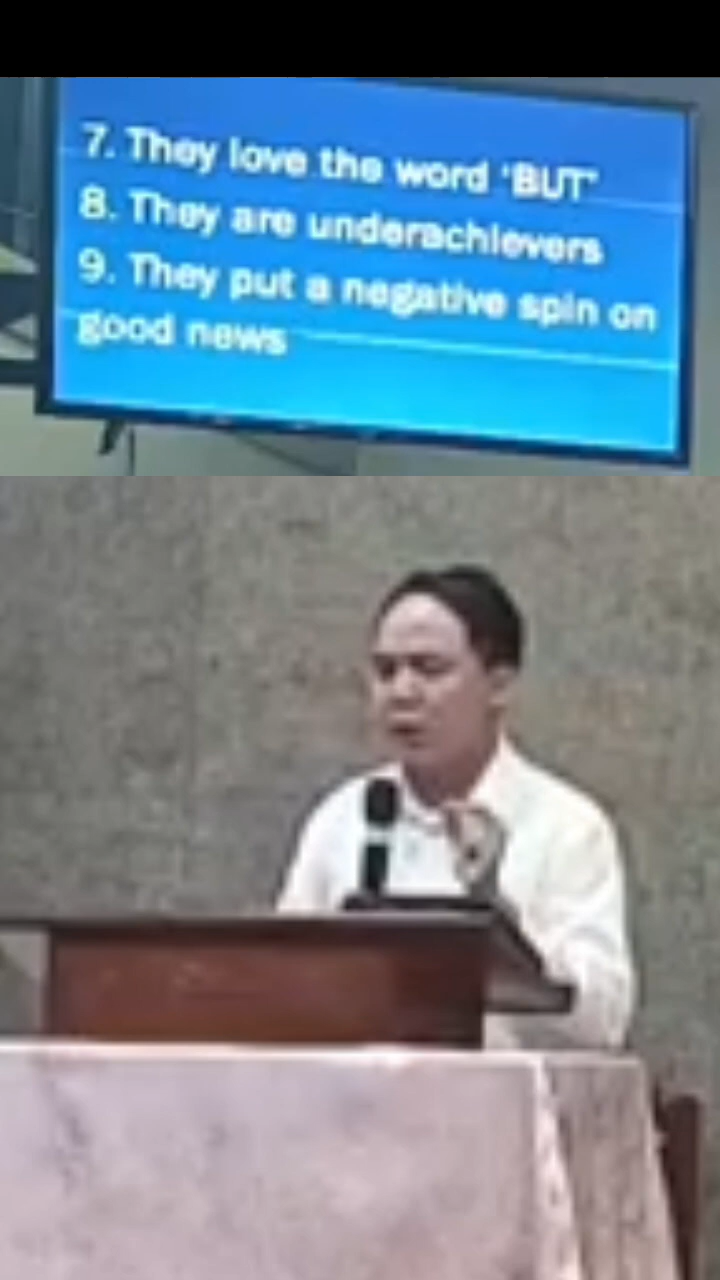 7. They love the word 'BUT'
8. They are underachievers
9. They put a negative spin on
good news